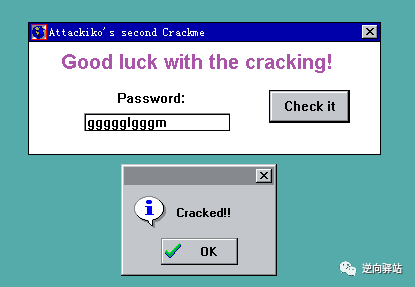 Attackiko's second Crackme
Good luck with the cracking!
Password:
ggggglgggm
Check it
Cracked!!
OK
逆向驿站